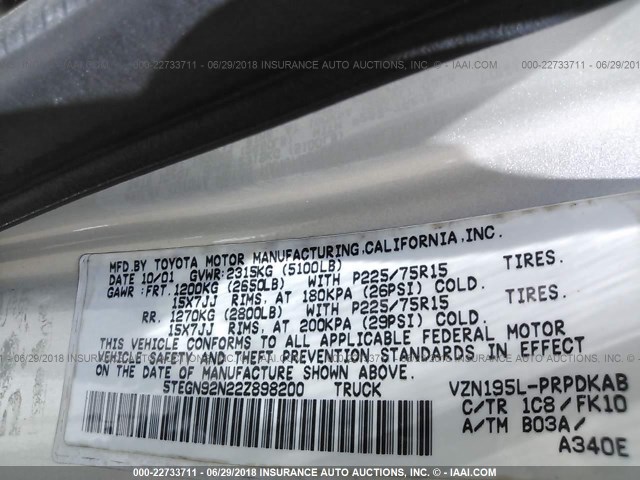 000-22733711 - 06/29/2018 - INSURANCE AUTO AUCTIONS, INC. - © - IAAI.COM
MFD.BY TOYOTA MOTOR MANUFACTURING,CALIFORNIA,INC.
DATE 10/01 GVWR:2315KG (5100LB)
GAWR:FRT.1200KG (2650LB) WITH P225/75R15 TIRES.
15X7JJ RIMS, AT 180KPA (26PSI) COLD.
RR. 1270KG (2800LB) WITH P225/75R15 TIRES.
15X7JJ RIMS, AT 200KPA (29PSI) COLD.
THIS VEHICLE CONFORMS TO ALL APPLICABLE FEDERAL MOTOR
VEHICLE SAFETY AND THEFT PREVENTION STANDARDS IN EFFECT
ON THE DATE OF MANUFACTURE SHOWN ABOVE.
5TEGN92N22Z898200 TRUCK VZN195L-PRPDKAB
C/TR 1C8/FK10
A/TM B03A/
A340E
000-22733711 - 06/29/2018 - INSURANCE AUTO AUCTIONS, INC. - © - IAAI.COM